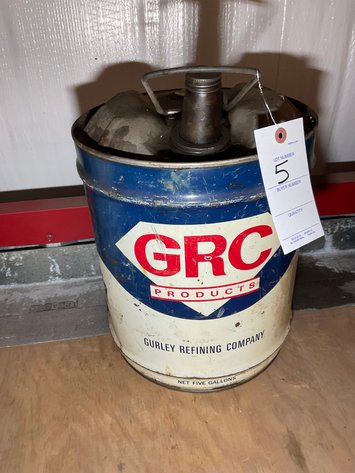 GRC
PRODUCTS
GURLEY REFINING COMPANY
NET FIVE GALLONS
LOT NUMBER
5
BUYER NUMBER
QUANTITY